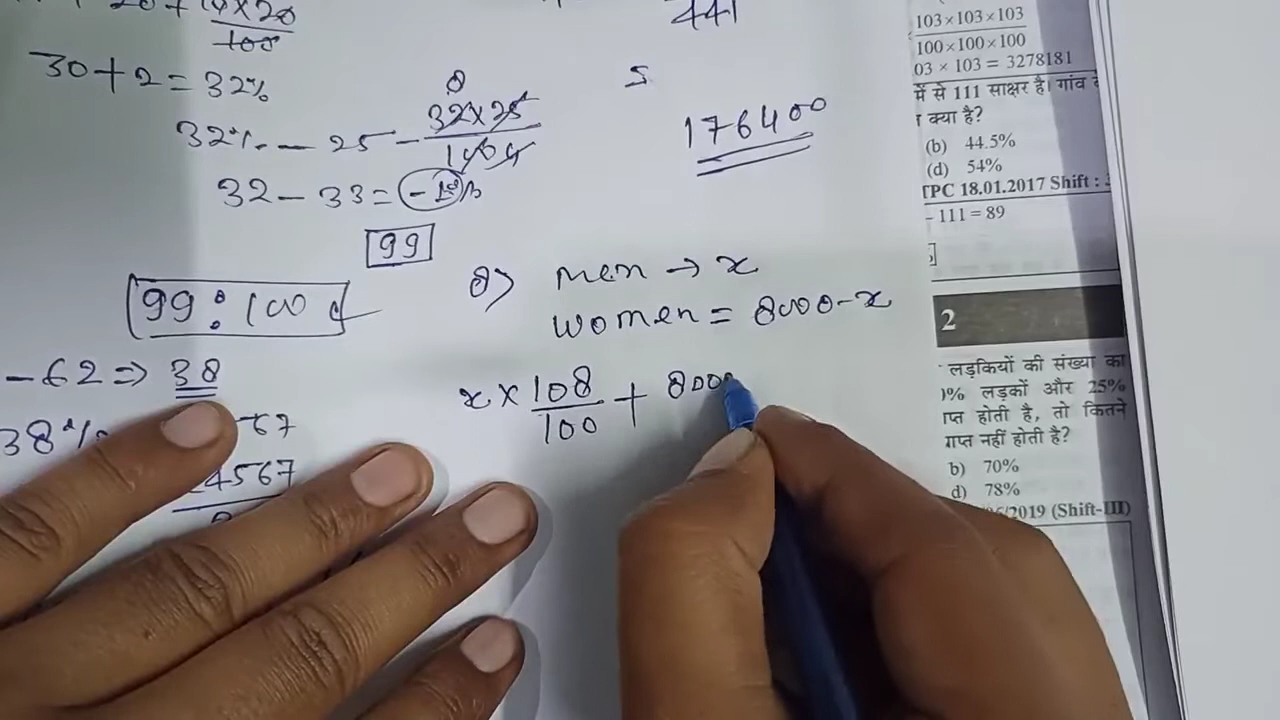 30+2=32%
8
32% - 25 - 32×25/100
32 - 33 = -1%
99
99:100
-62 ⇒ 38
38%
-67
4567
441
5
176400
8) men → x
women = 8000-x
x × 108/100 + 8000
103×103×103
100×100×100
03 × 103 = 3278181
में से 111 साक्षर है। गांव
क्या है?
(b) 44.5%
(d) 54%
TPC 18.01.2017 Shift :
- 111 = 89
2
लड़कियों की संख्या का
)% लड़कों और 25%
प्त होती है, तो कितने
नहीं होती है?
b) 70%
d) 78%
/2019 (Shift-III)